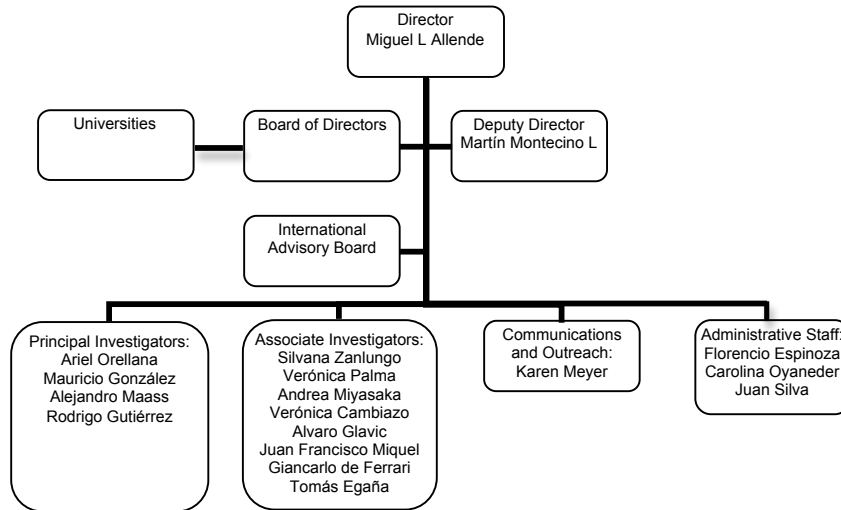 Director
Miguel L Allende
Universities
Board of Directors
Deputy Director
Martín Montecino L
International
Advisory Board
Principal Investigators:
Ariel Orellana
Mauricio González
Alejandro Maass
Rodrigo Gutiérrez
Associate Investigators:
Silvana Zanlungo
Verónica Palma
Andrea Miyasaka
Verónica Cambiazo
Alvaro Glavic
Juan Francisco Miquel
Giancarlo de Ferrari
Tomás Egaña
Communications
and Outreach:
Karen Meyer
Administrative Staff:
Florencio Espinoza
Carolina Oyaneder
Juan Silva